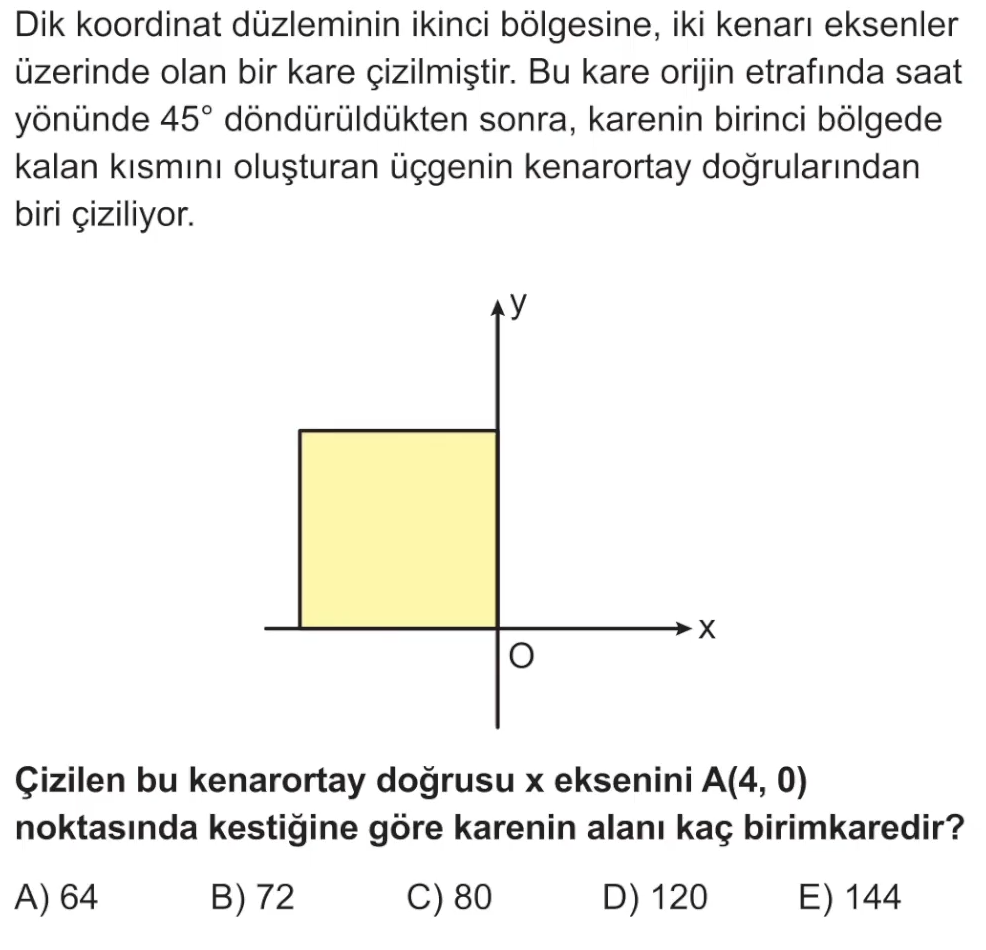 Dik koordinat düzleminin ikinci bölgesine, iki kenarı eksenler
üzerinde olan bir kare çizilmiştir. Bu kare orijin etrafında saat
yönünde 45° döndürüldükten sonra, karenin birinci bölgede
kalan kısmını oluşturan üçgenin kenarortay doğrularından
biri çiziliyor.
y
x
O
Çizilen bu kenarortay doğrusu x eksenini A(4, 0)
noktasında kestiğine göre karenin alanı kaç birimkaredir?
A) 64 B) 72 C) 80 D) 120 E) 144